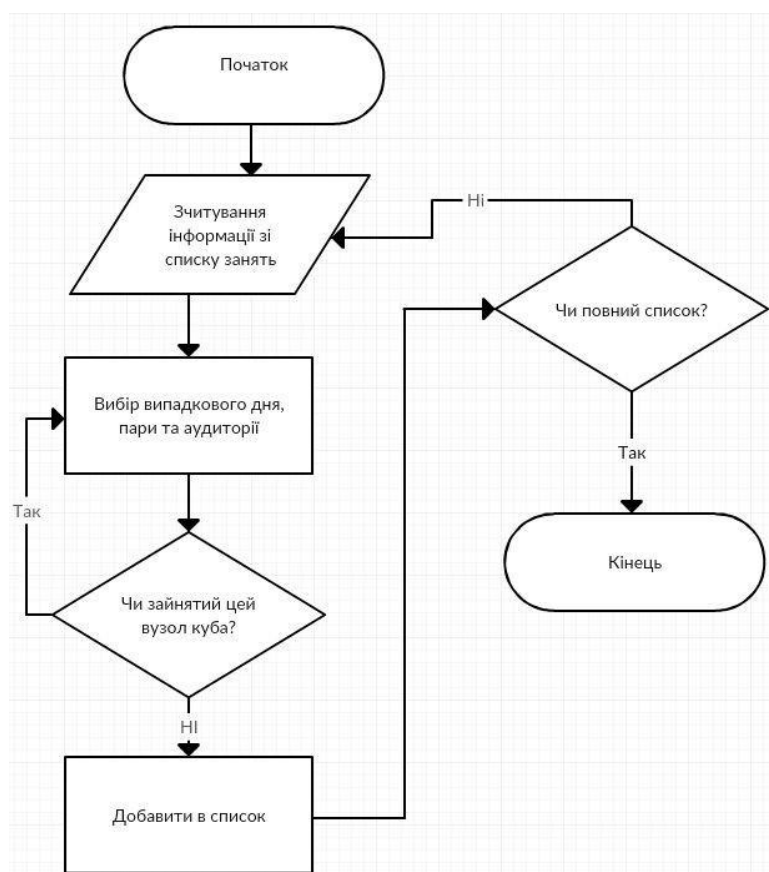 Початок
Зчитування
інформації зі
списку занять
Вибір випадкового дня,
пари та аудиторії
Так
Чи зайнятий цей
вузол куба?
НІ
Добавити в список
Ні
Чи повний список?
Так
Кінець